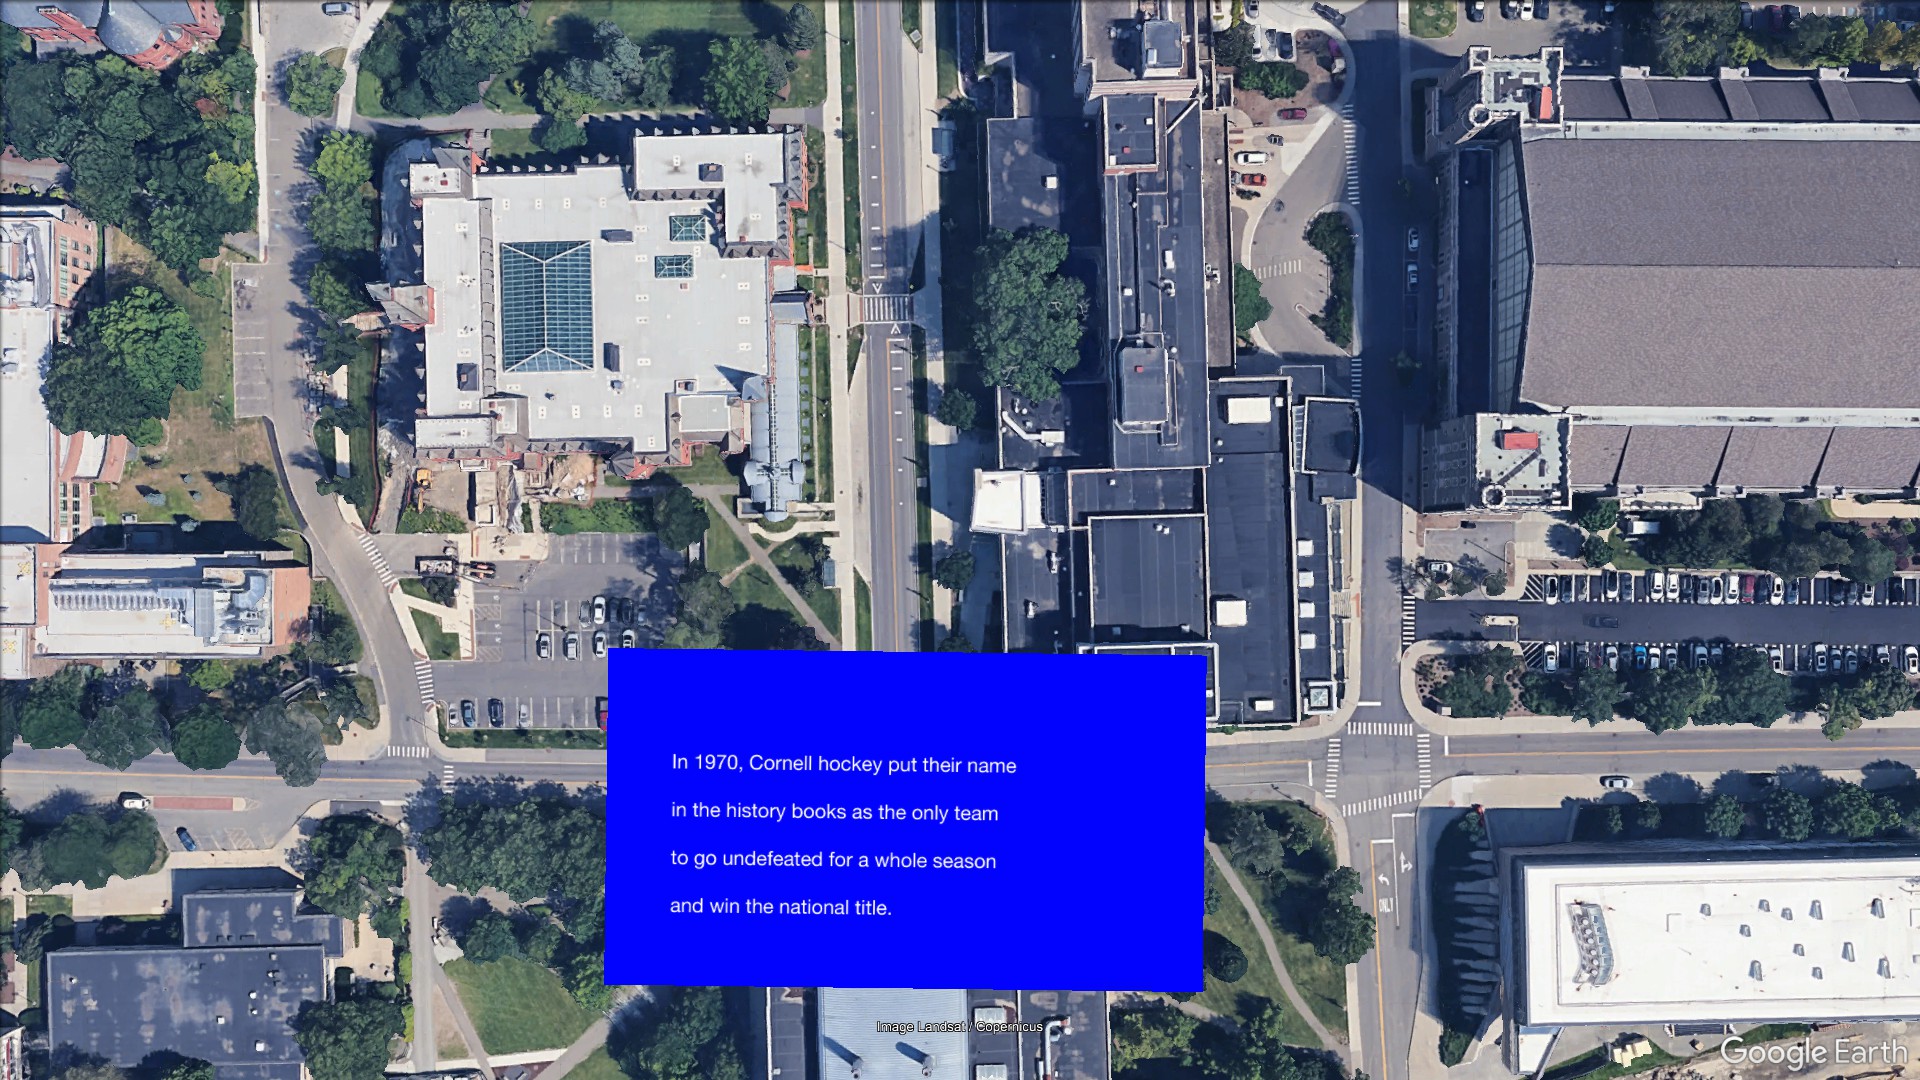 In 1970, Cornell hockey put their name
in the history books as the only team
to go undefeated for a whole season
and win the national title.
ONLY
Image Landsat / Copernicus
Google Earth